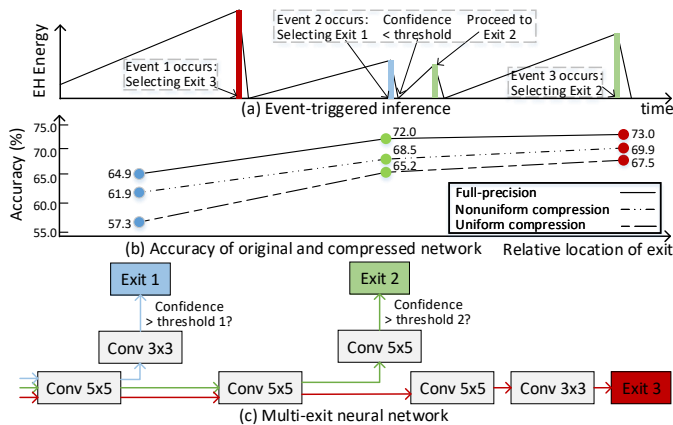 EH Energy
Event 1 occurs:
Selecting Exit 3
Event 2 occurs:
Selecting Exit 1
Confidence
< threshold
Proceed to
Exit 2
Event 3 occurs:
Selecting Exit 2
(a) Event-triggered inference
time
Accuracy (%)
75.0
70.0
65.0
60.0
55.0
64.9
61.9
57.3
72.0
68.5
65.2
73.0
69.9
67.5
Full-precision
Nonuniform compression
Uniform compression
(b) Accuracy of original and compressed network
Relative location of exit
Exit 1
Exit 2
Confidence
> threshold 1?
Confidence
> threshold 2?
Conv 3x3
Conv 5x5
Conv 5x5
Conv 5x5
Conv 5x5
Conv 3x3
Exit 3
(c) Multi-exit neural network